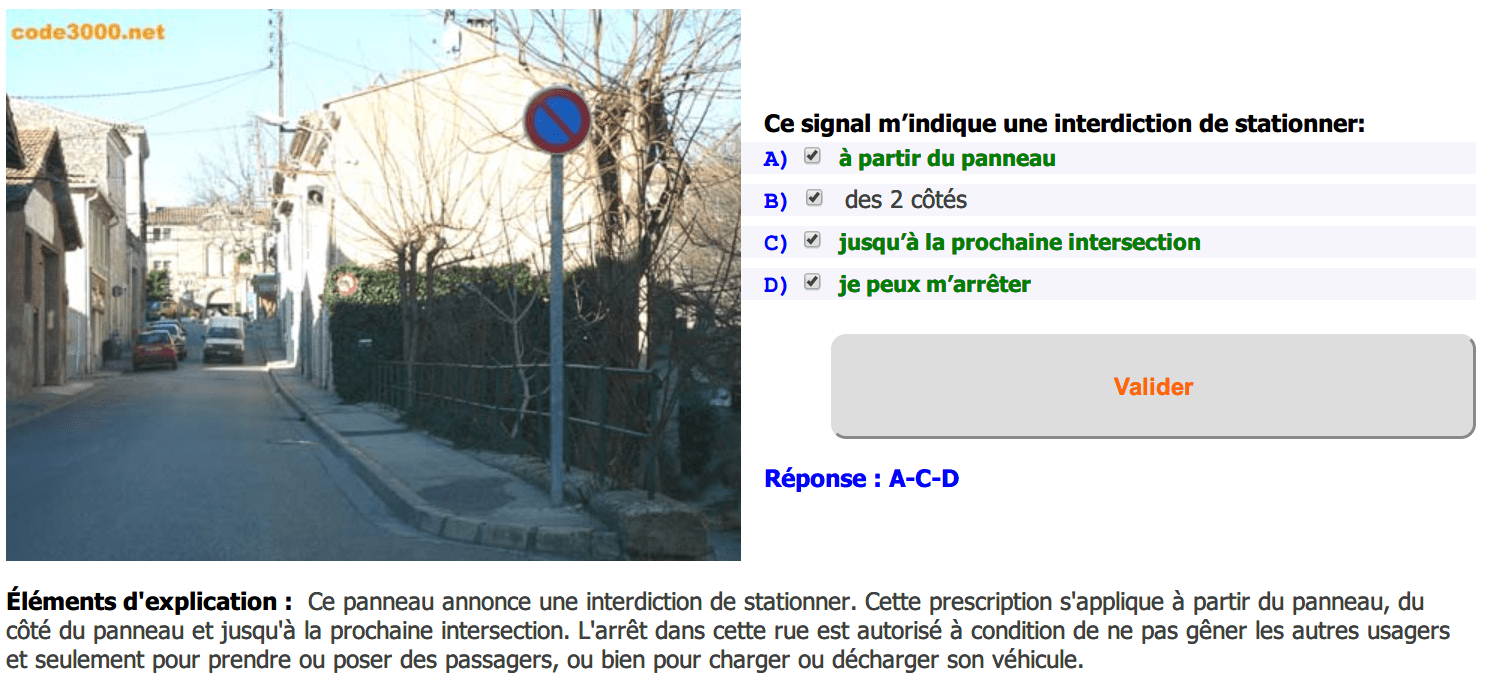 code3000.net
Ce signal m’indique une interdiction de stationner:
A) à partir du panneau
B) des 2 côtés
C) jusqu’à la prochaine intersection
D) je peux m’arrêter
Valider
Réponse : A-C-D
Éléments d'explication : Ce panneau annonce une interdiction de stationner. Cette prescription s'applique à partir du panneau, du
côté du panneau et jusqu'à la prochaine intersection. L'arrêt dans cette rue est autorisé à condition de ne pas gêner les autres usagers
et seulement pour prendre ou poser des passagers, ou bien pour charger ou décharger son véhicule.